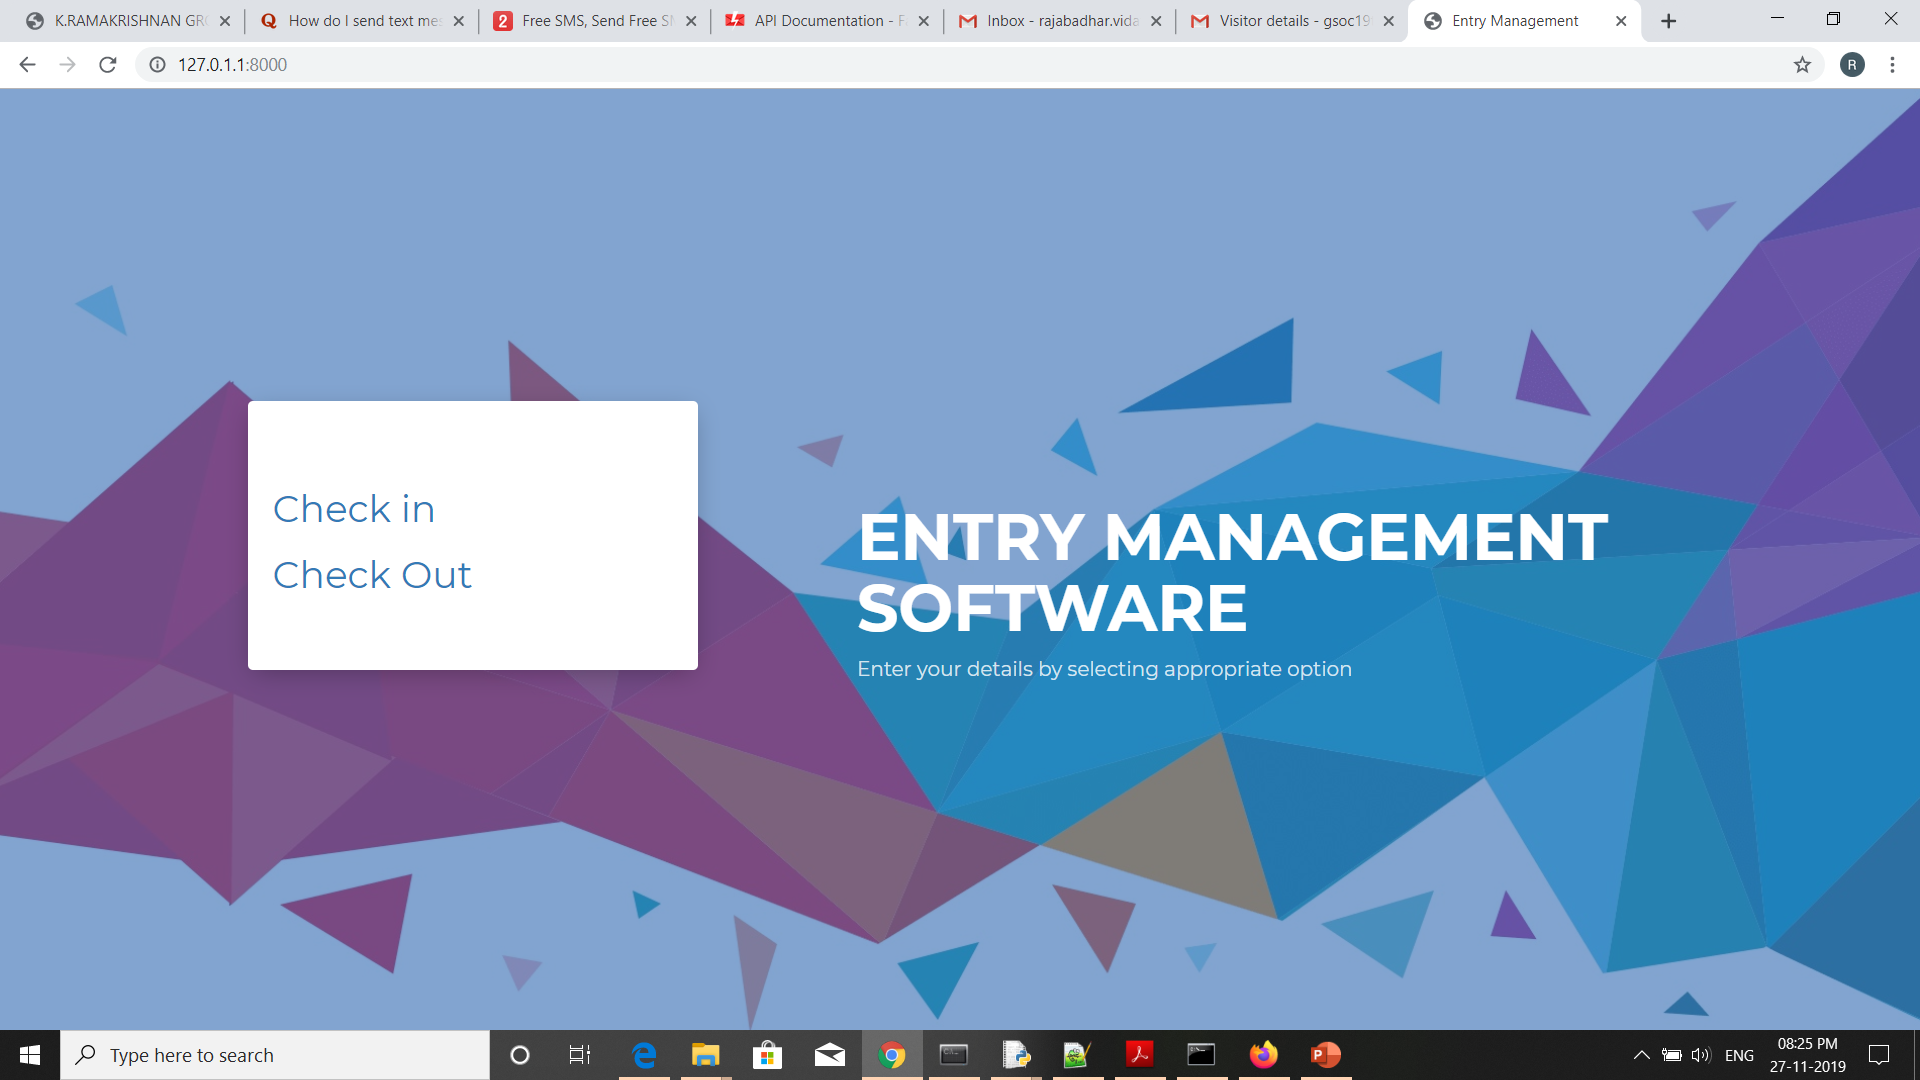 K.RAMAKRISHNAN GR
How do I send text mes
2
Free SMS, Send Free S
API Documentation - F
Inbox - rajabadhar.vida
Visitor details - gsoc19
Entry Management
127.0.1.1:8000
R
Check in
Check Out
ENTRY MANAGEMENT
SOFTWARE
Enter your details by selecting appropriate option
Type here to search
ENG
08:25 PM
27-11-2019